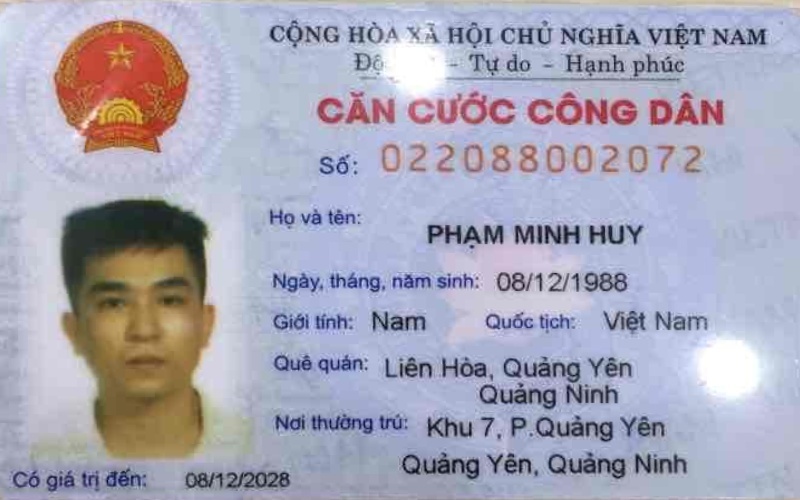 CỘNG HÒA XÃ HỘI CHỦ NGHĨA VIỆT NAM
- Tự do - Hạnh phúc
CĂN CƯỚC CÔNG DÂN
Số: 022088002072
Họ và tên: PHẠM MINH HUY
Ngày, tháng, năm sinh: 08/12/1988
Giới tính: Nam Quốc tịch: Việt Nam
Quê quán: Liên Hòa, Quảng Yên
Quảng Ninh
Nơi thường trú: Khu 7, P.Quảng Yên
Quảng Yên, Quảng Ninh
Có giá trị đến: 08/12/2028